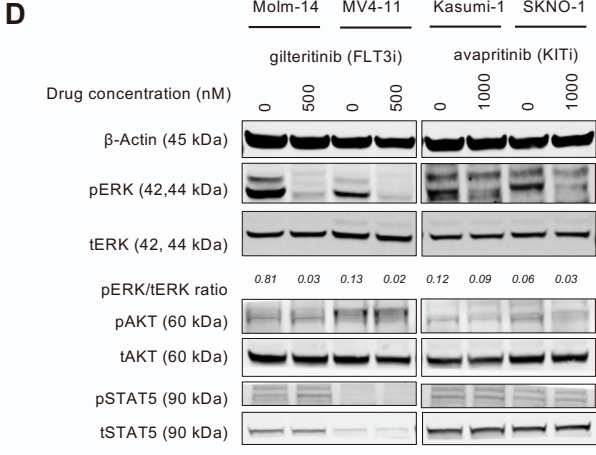 D
Molm-14 MV4-11 Kasumi-1 SKNO-1
gilteritinib (FLT3i) avapritinib (KITi)
Drug concentration (nM) 0 500 0 500 0 1000 0 1000
β-Actin (45 kDa)
pERK (42,44 kDa)
tERK (42, 44 kDa)
pERK/tERK ratio 0.81 0.03 0.13 0.02 0.12 0.09 0.06 0.03
pAKT (60 kDa)
tAKT (60 kDa)
pSTAT5 (90 kDa)
tSTAT5 (90 kDa)